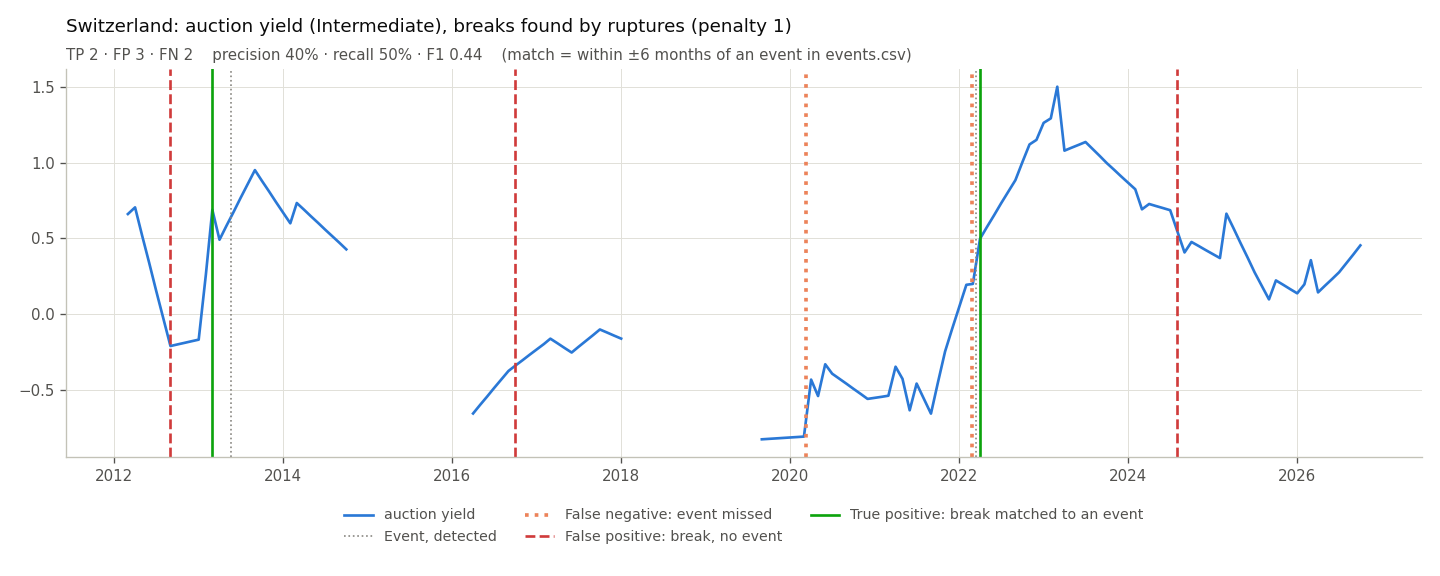 Switzerland: auction yield (Intermediate), breaks found by ruptures (penalty 1)
TP 2 · FP 3 · FN 2    precision 40% · recall 50% · F1 0.44    (match = within ±6 months of an event in events.csv)
1.5
1.0
0.5
0.0
−0.5
2012 2014 2016 2018 2020 2022 2024 2026
auction yield False negative: event missed True positive: break matched to an event
Event, detected False positive: break, no event